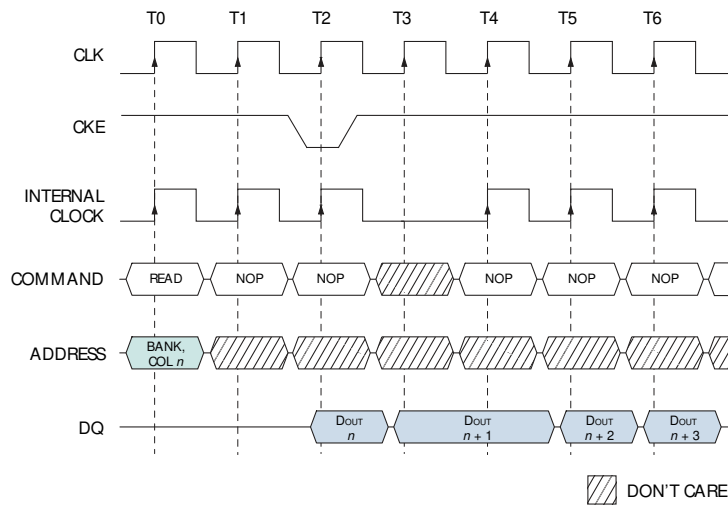 T0 T1 T2 T3 T4 T5 T6
CLK
CKE
INTERNAL
CLOCK
COMMAND READ NOP NOP NOP NOP NOP
ADDRESS BANK,
COL n
DQ DOUT DOUT DOUT DOUT
n n + 1 n + 2 n + 3
DON'T CARE